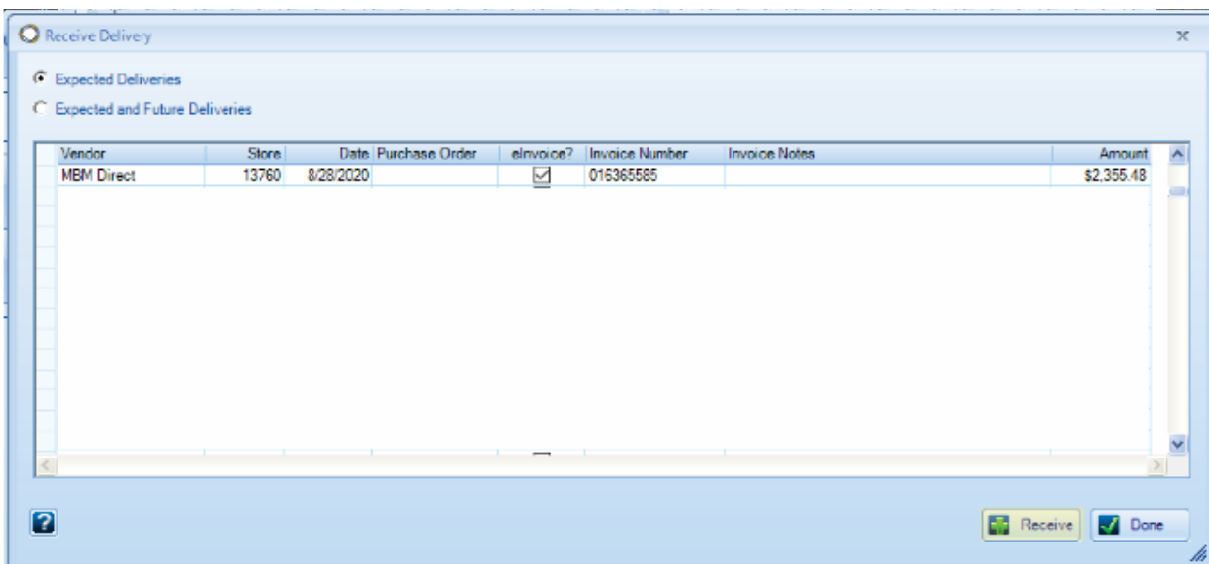 Receive Delivery
Expected Deliveries
Expected and Future Deliveries
Vendor Store Date Purchase Order eInvoice? Invoice Number Invoice Notes Amount
MBM Direct 13760 8/28/2020 016365585 $2,355.48
? Receive Done